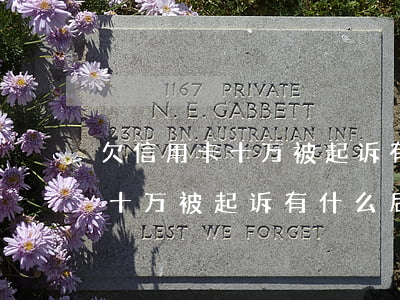 1167 PRIVATE
N. E. GABBETT
23RD BN. AUSTRALIAN INF.
欠信用卡十万被起诉有
NOVEMBER
十万被起诉有什么后
LEST WE FORGET